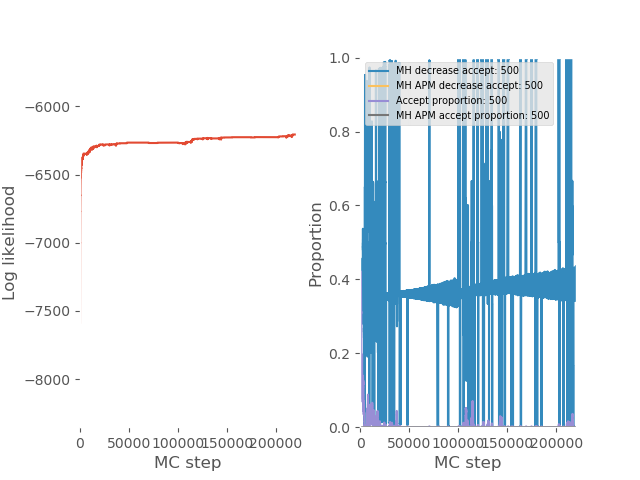 −6000
−6500
−7000
−7500
−8000
Log likelihood
0 50000 100000 150000 200000
MC step
1.0
0.8
0.6
0.4
0.2
0.0
Proportion
MH decrease accept: 500
MH APM decrease accept: 500
Accept proportion: 500
MH APM accept proportion: 500
0 50000 100000 150000 200000
MC step